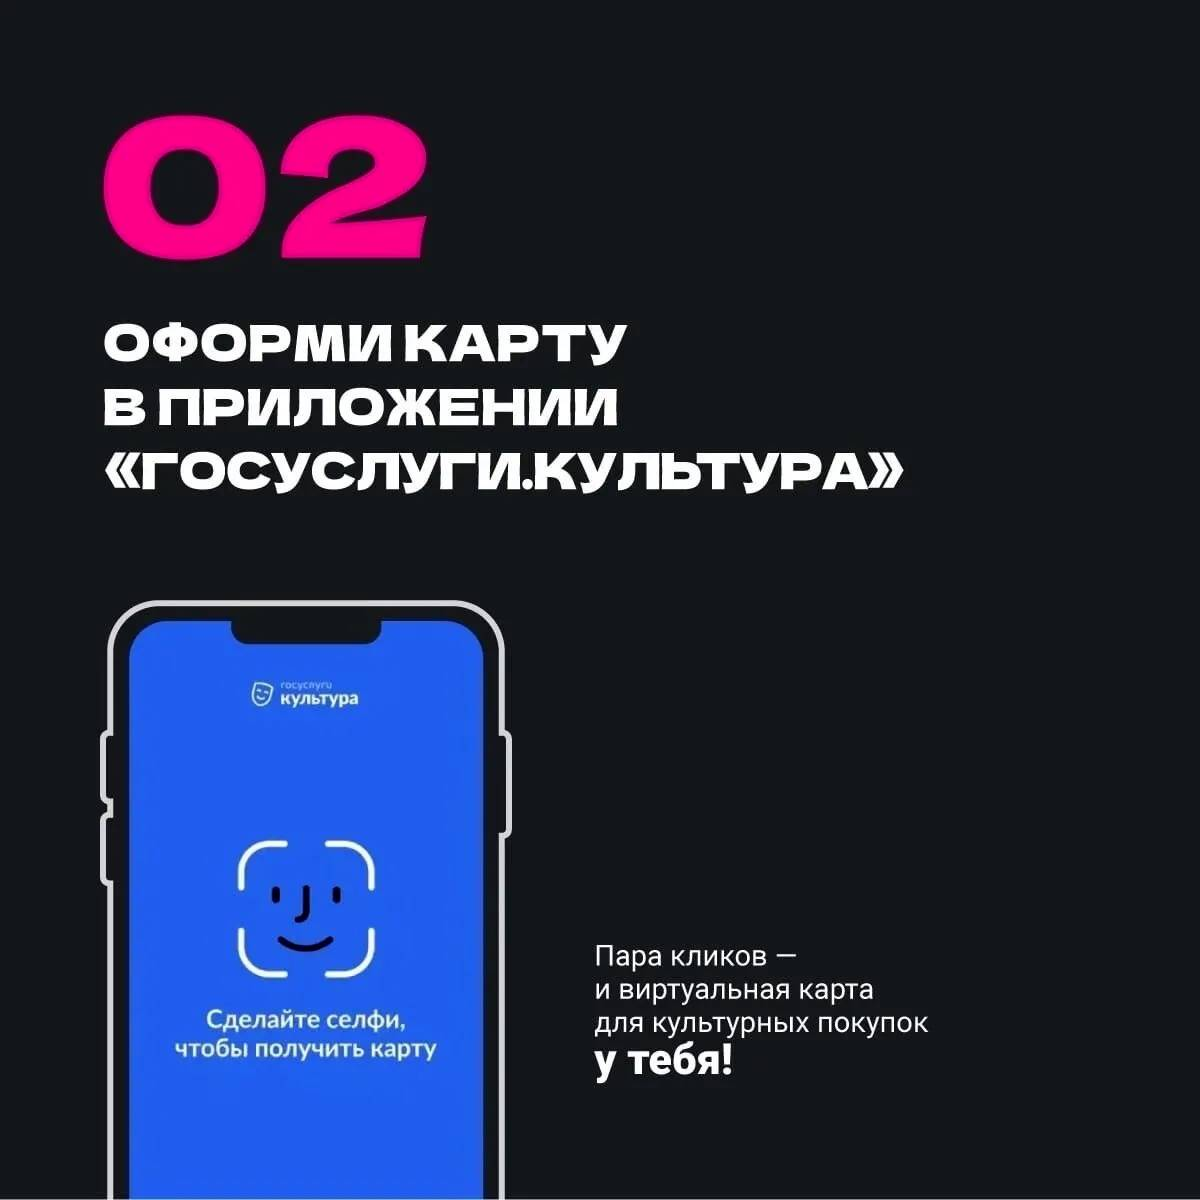 02
ОФОРМИ КАРТУ
В ПРИЛОЖЕНИИ
«ГОСУСЛУГИ.КУЛЬТУРА»
госуслуги
культура
Сделайте селфи,
чтобы получить карту
Пара кликов —
и виртуальная карта
для культурных покупок
у тебя!